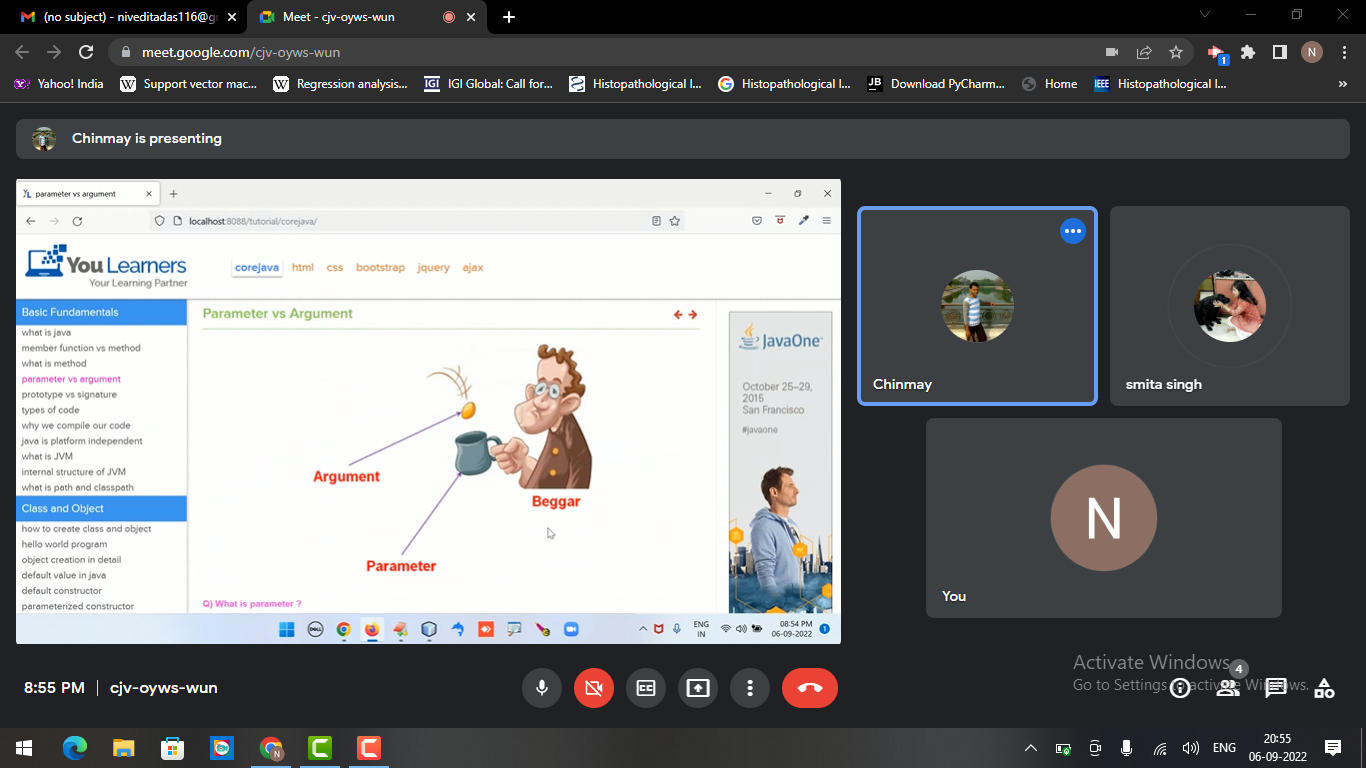 (no subject) - niveditadas116@gr
Meet - cjv-oyws-wun
meet.google.com/cjv-oyws-wun
1
N
Yahoo! India
Support vector mac...
Regression analysis...
IGI Global: Call for...
Histopathological I...
Histopathological I...
Download PyCharm...
Home
Histopathological I...
»
Chinmay is presenting
parameter vs argument
localhost:8088/tutorial/corejava/
You Learners
Your Learning Partner
corejava html css bootstrap jquery ajax
Basic Fundamentals
what is java
member function vs method
what is method
parameter vs argument
prototype vs signature
types of code
why we compile our code
java is platform independent
what is JVM
internal structure of JVM
what is path and classpath
Class and Object
how to create class and object
hello world program
object creation in detail
default value in java
default constructor
parameterized constructor
Parameter vs Argument
Argument
Beggar
Parameter
Q) What is parameter ?
JavaOne™
October 25–29,
2015
San Francisco
#javaone
DELL
ENG
IN
08:54 PM
06-09-2022
1
Chinmay
smita singh
N
You
8:55 PM | cjv-oyws-wun
Activate Windows
Go to Settings to activate Windows.
4
ENG
20:55
06-09-2022